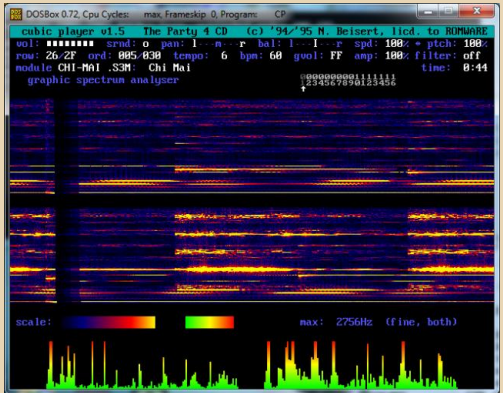 DOSBox 0.72, Cpu Cycles: max, Frameskip 0, Program: CP
cubic player v1.5 The Party 4 CD (c) '94/'95 N. Beisert, licd. to ROMWARE
vol: srnd: o pan: l---m---r bal: l---I---r spd: 100% = ptch: 100%
row: 26/2F ord: 005/030 tempo: 6 bpm: 60 gvol: FF amp: 100% filter: off
module CHI-MAI .S3M: Chi Mai time: 0:44
graphic spectrum analyser
0000000001111111
1234567890123456
scale: max: 2756Hz (fine, both)